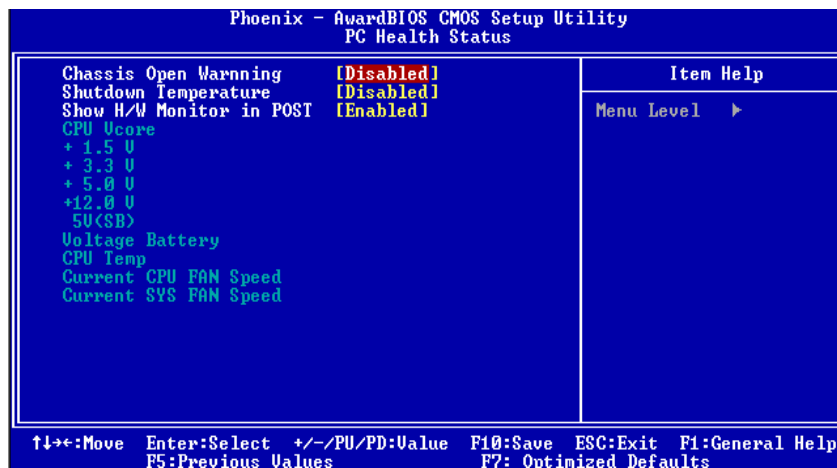 Phoenix - AwardBIOS CMOS Setup Utility
PC Health Status
Chassis Open Warnning [Disabled]
Shutdown Temperature [Disabled]
Show H/W Monitor in POST [Enabled]
CPU Vcore
+ 1.5 V
+ 3.3 V
+ 5.0 V
+12.0 V
5V(SB)
Voltage Battery
CPU Temp
Current CPU FAN Speed
Current SYS FAN Speed
Item Help
Menu Level ▶
↑↓→←:Move Enter:Select +/-/PU/PD:Value F10:Save ESC:Exit F1:General Help
F5:Previous Values F7: Optimized Defaults